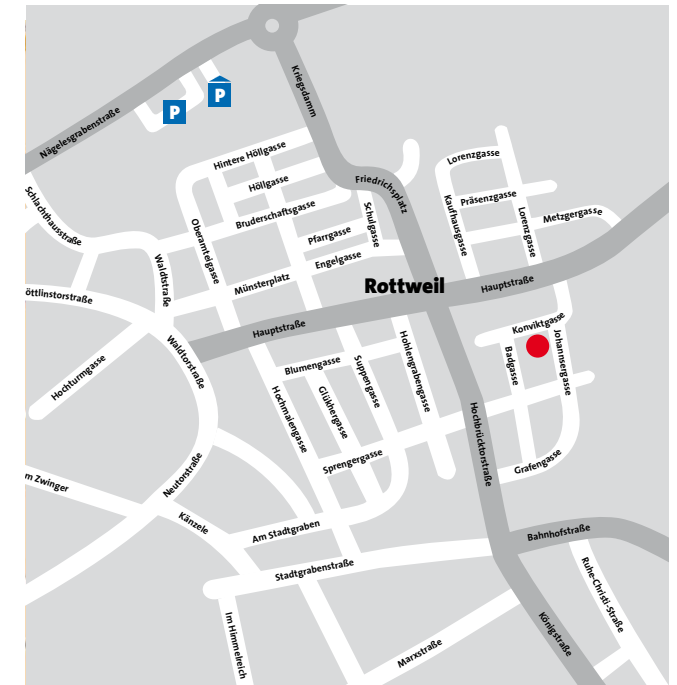 Kriegsdamm
P
P
Nägelesgrabenstraße
Hintere Höllgasse
Höllgasse
Bruderschaftsgasse
Friedrichsplatz
Lorenzgasse
Präsenzgasse
Kaufhausgasse
Lorenzgasse
Metzgergasse
Schlachthausstraße
Oberamteigasse
Schulgasse
Pfarrgasse
Engelgasse
Waldtstraße
Münsterplatz
Rottweil
Hauptstraße
öttlinstorstraße
Hauptstraße
Konviktgasse
Waldtorstraße
Hohlengrabengasse
Badgasse
Johannsergasse
Hochturmgasse
Blumengasse
Suppengasse
Glükhergasse
Hochmaiengasse
Hochbrücktorstraße
Sprengergasse
Grafengasse
Neutorstraße
m Zwinger
Känzele
Am Stadtgraben
Bahnhofstraße
Stadtgrabenstraße
Ruhe-Christi-Straße
Im Himmelreich
Königstraße
Marxstraße